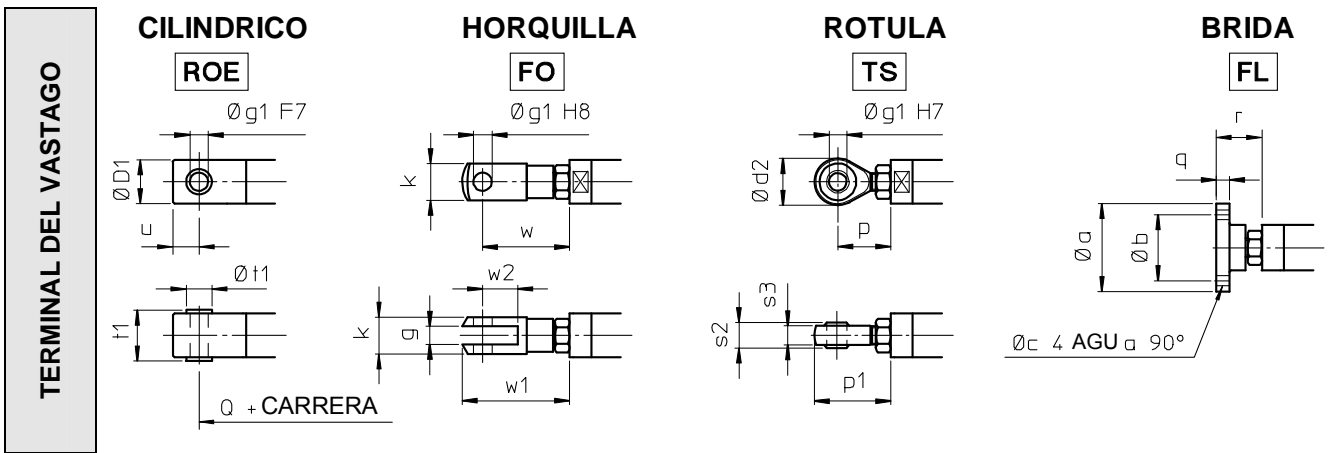 TERMINAL DEL VASTAGO
CILINDRICO
ROE
Øg1 F7
ØD1
u
Øt1
t1
Q + CARRERA
HORQUILLA
FO
Øg1 H8
k
w
w2
k
g
w1
ROTULA
TS
Øg1 H7
Ød2
p
s3
s2
p1
BRIDA
FL
r
q
Øa
Øb
Øc 4 AGU a 90°